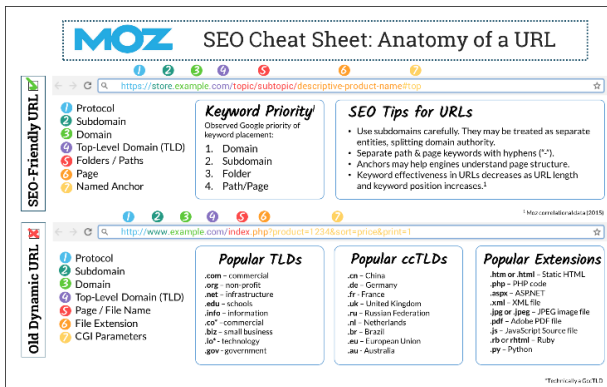 MOZ SEO Cheat Sheet: Anatomy of a URL
SEO-Friendly URL
1 2 3 4 5 6 7
https://store.example.com/topic/subtopic/descriptive-product-name#top
1 Protocol
2 Subdomain
3 Domain
4 Top-Level Domain (TLD)
5 Folders / Paths
6 Page
7 Named Anchor
Keyword Priority¹
Observed Google priority of
keyword placement:
1. Domain
2. Subdomain
3. Folder
4. Path/Page
SEO Tips for URLs
• Use subdomains carefully. They may be treated as separate
entities, splitting domain authority.
• Separate path & page keywords with hyphens ("-").
• Anchors may help engines understand page structure.
• Keyword effectiveness in URLs decreases as URL length
and keyword position increases.¹
¹ Moz correlational data (2015)
Old Dynamic URL
1 2 3 4 5 6 7
http://www.example.com/index.php?product=1234&sort=price&print=1
1 Protocol
2 Subdomain
3 Domain
4 Top-Level Domain (TLD)
5 Page / File Name
6 File Extension
7 CGI Parameters
Popular TLDs
.com – commercial
.org – non-profit
.net – infrastructure
.edu – schools
.info – information
.co* – commercial
.biz – small business
.io* - technology
.gov - government
Popular ccTLDs
.cn – China
.de – Germany
.fr - France
.uk – United Kingdom
.ru – Russian Federation
.nl – Netherlands
.br – Brazil
.eu – European Union
.au - Australia
Popular Extensions
.htm or .html – Static HTML
.php – PHP code
.aspx – ASP.NET
.xml – XML file
.jpg or .jpeg – JPEG image file
.pdf – Adobe PDF file
.js – JavaScript Source file
.rb or rhtml – Ruby
.py – Python
*Technically a GccTLD